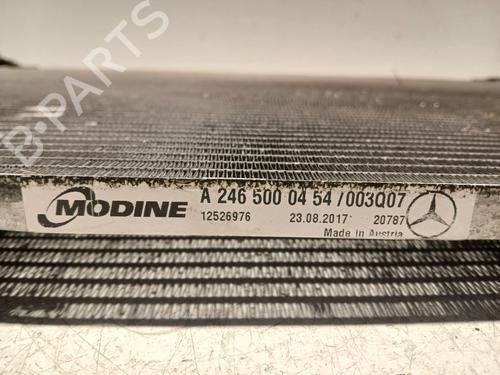 B-PARTS
MODINE
A 246 500 04 54 /003Q07
12526976 23.08.2017 20787
Made in Austria